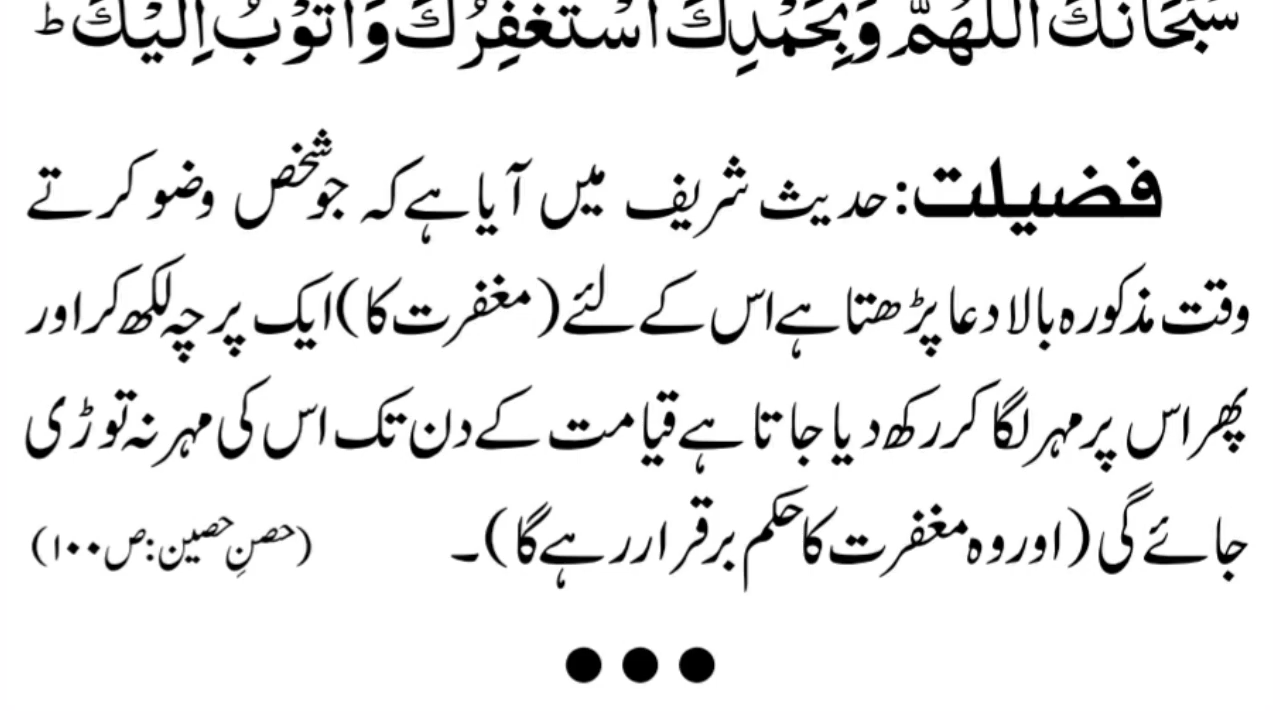 سُبْحَانَكَ اللّٰهُمَّ وَبِحَمْدِكَ اَسْتَغْفِرُكَ وَاَتُوْبُ اِلَيْكَ ط
فضیلت: حدیث شریف میں آیا ہے کہ جو شخص وضو کرتے
وقت مذکورہ بالا دعا پڑھتا ہے اس کے لئے (مغفرت کا) ایک پرچہ لکھ کر اور
پھر اس پر مہر لگا کر رکھ دیا جاتا ہے قیامت کے دن تک اس کی مہر نہ توڑی
جائے گی (اور وہ مغفرت کا حکم برقرار رہے گا)۔ (حصنِ حصین: ص ۱۰۰)